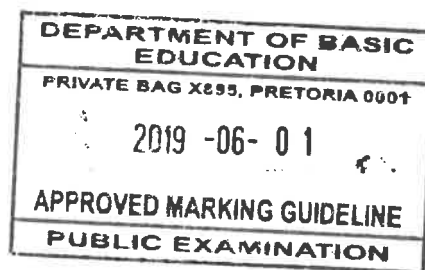 DEPARTMENT OF BASIC
EDUCATION
PRIVATE BAG X895, PRETORIA 0001
2019 -06- 01
APPROVED MARKING GUIDELINE
PUBLIC EXAMINATION